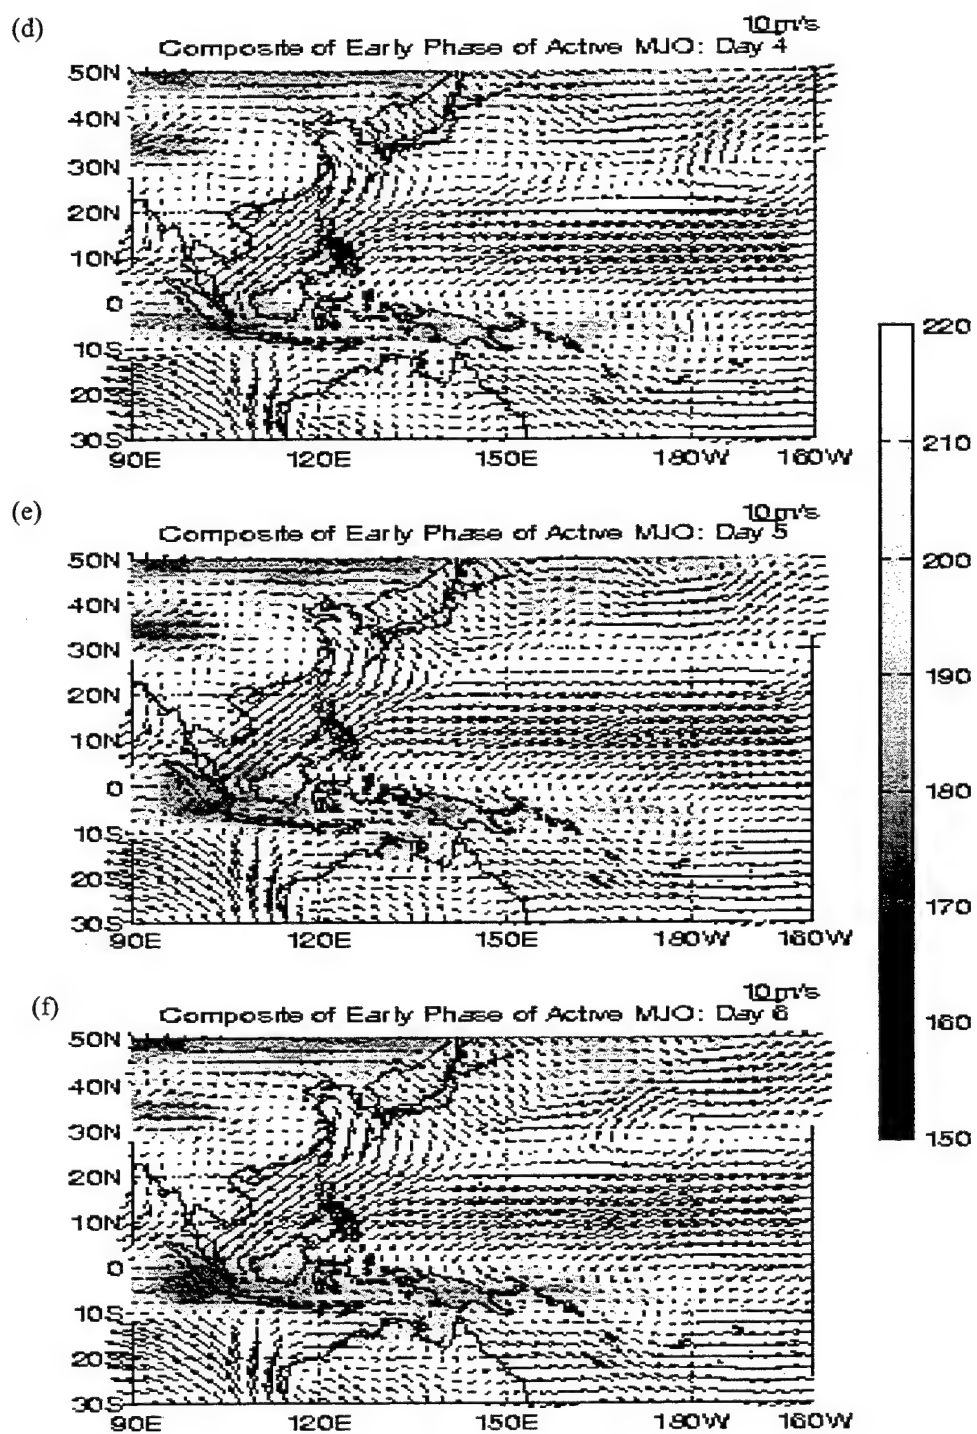 (d)
10 m/s
Composite of Early Phase of Active MJO: Day 4
50N
40N
30N
20N
10N
0
10S
20S
30S
90E 120E 150E 180W 160W
(e)
10 m/s
Composite of Early Phase of Active MJO: Day 5
50N
40N
30N
20N
10N
0
10S
20S
30S
90E 120E 150E 180W 160W
(f)
10 m/s
Composite of Early Phase of Active MJO: Day 6
50N
40N
30N
20N
10N
0
10S
20S
30S
90E 120E 150E 180W 160W
220
210
200
190
180
170
160
150